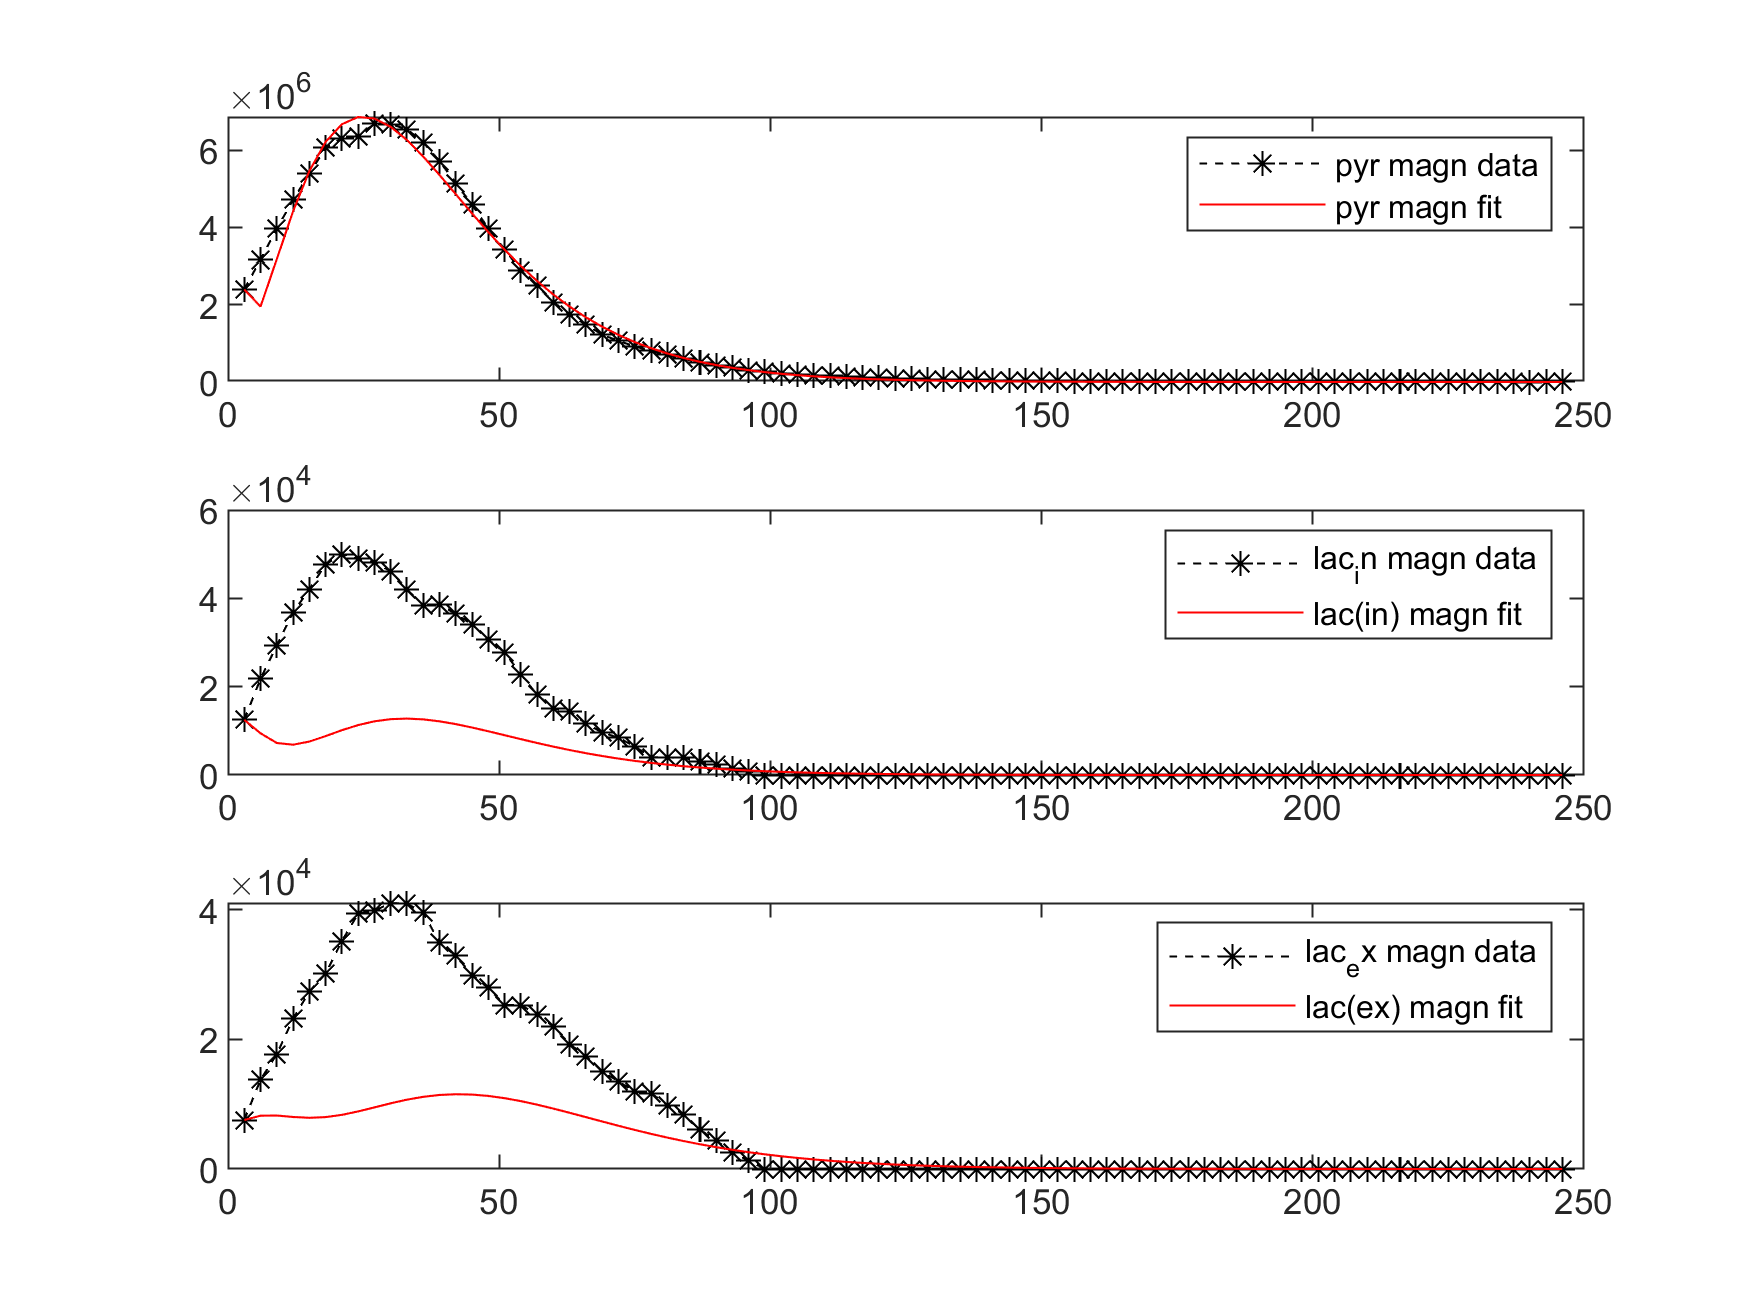 ×10^6
6
4
2
0
0 50 100 150 200 250
pyr magn data
pyr magn fit
×10^4
6
4
2
0
0 50 100 150 200 250
lac_in magn data
lac(in) magn fit
×10^4
4
2
0
0 50 100 150 200 250
lac_ex magn data
lac(ex) magn fit